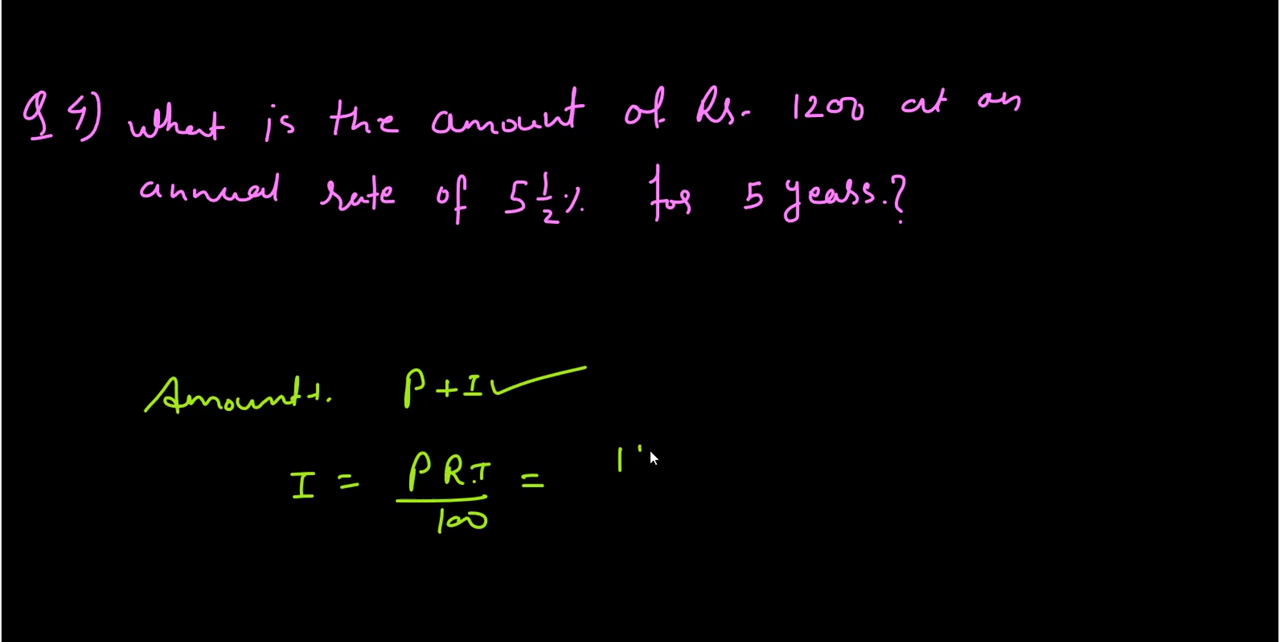 Q 4) what is the amount of Rs. 1200 at an
annual rate of 5 1/2 % for 5 years.?
Amount. P + I
I = P R.T / 100 =